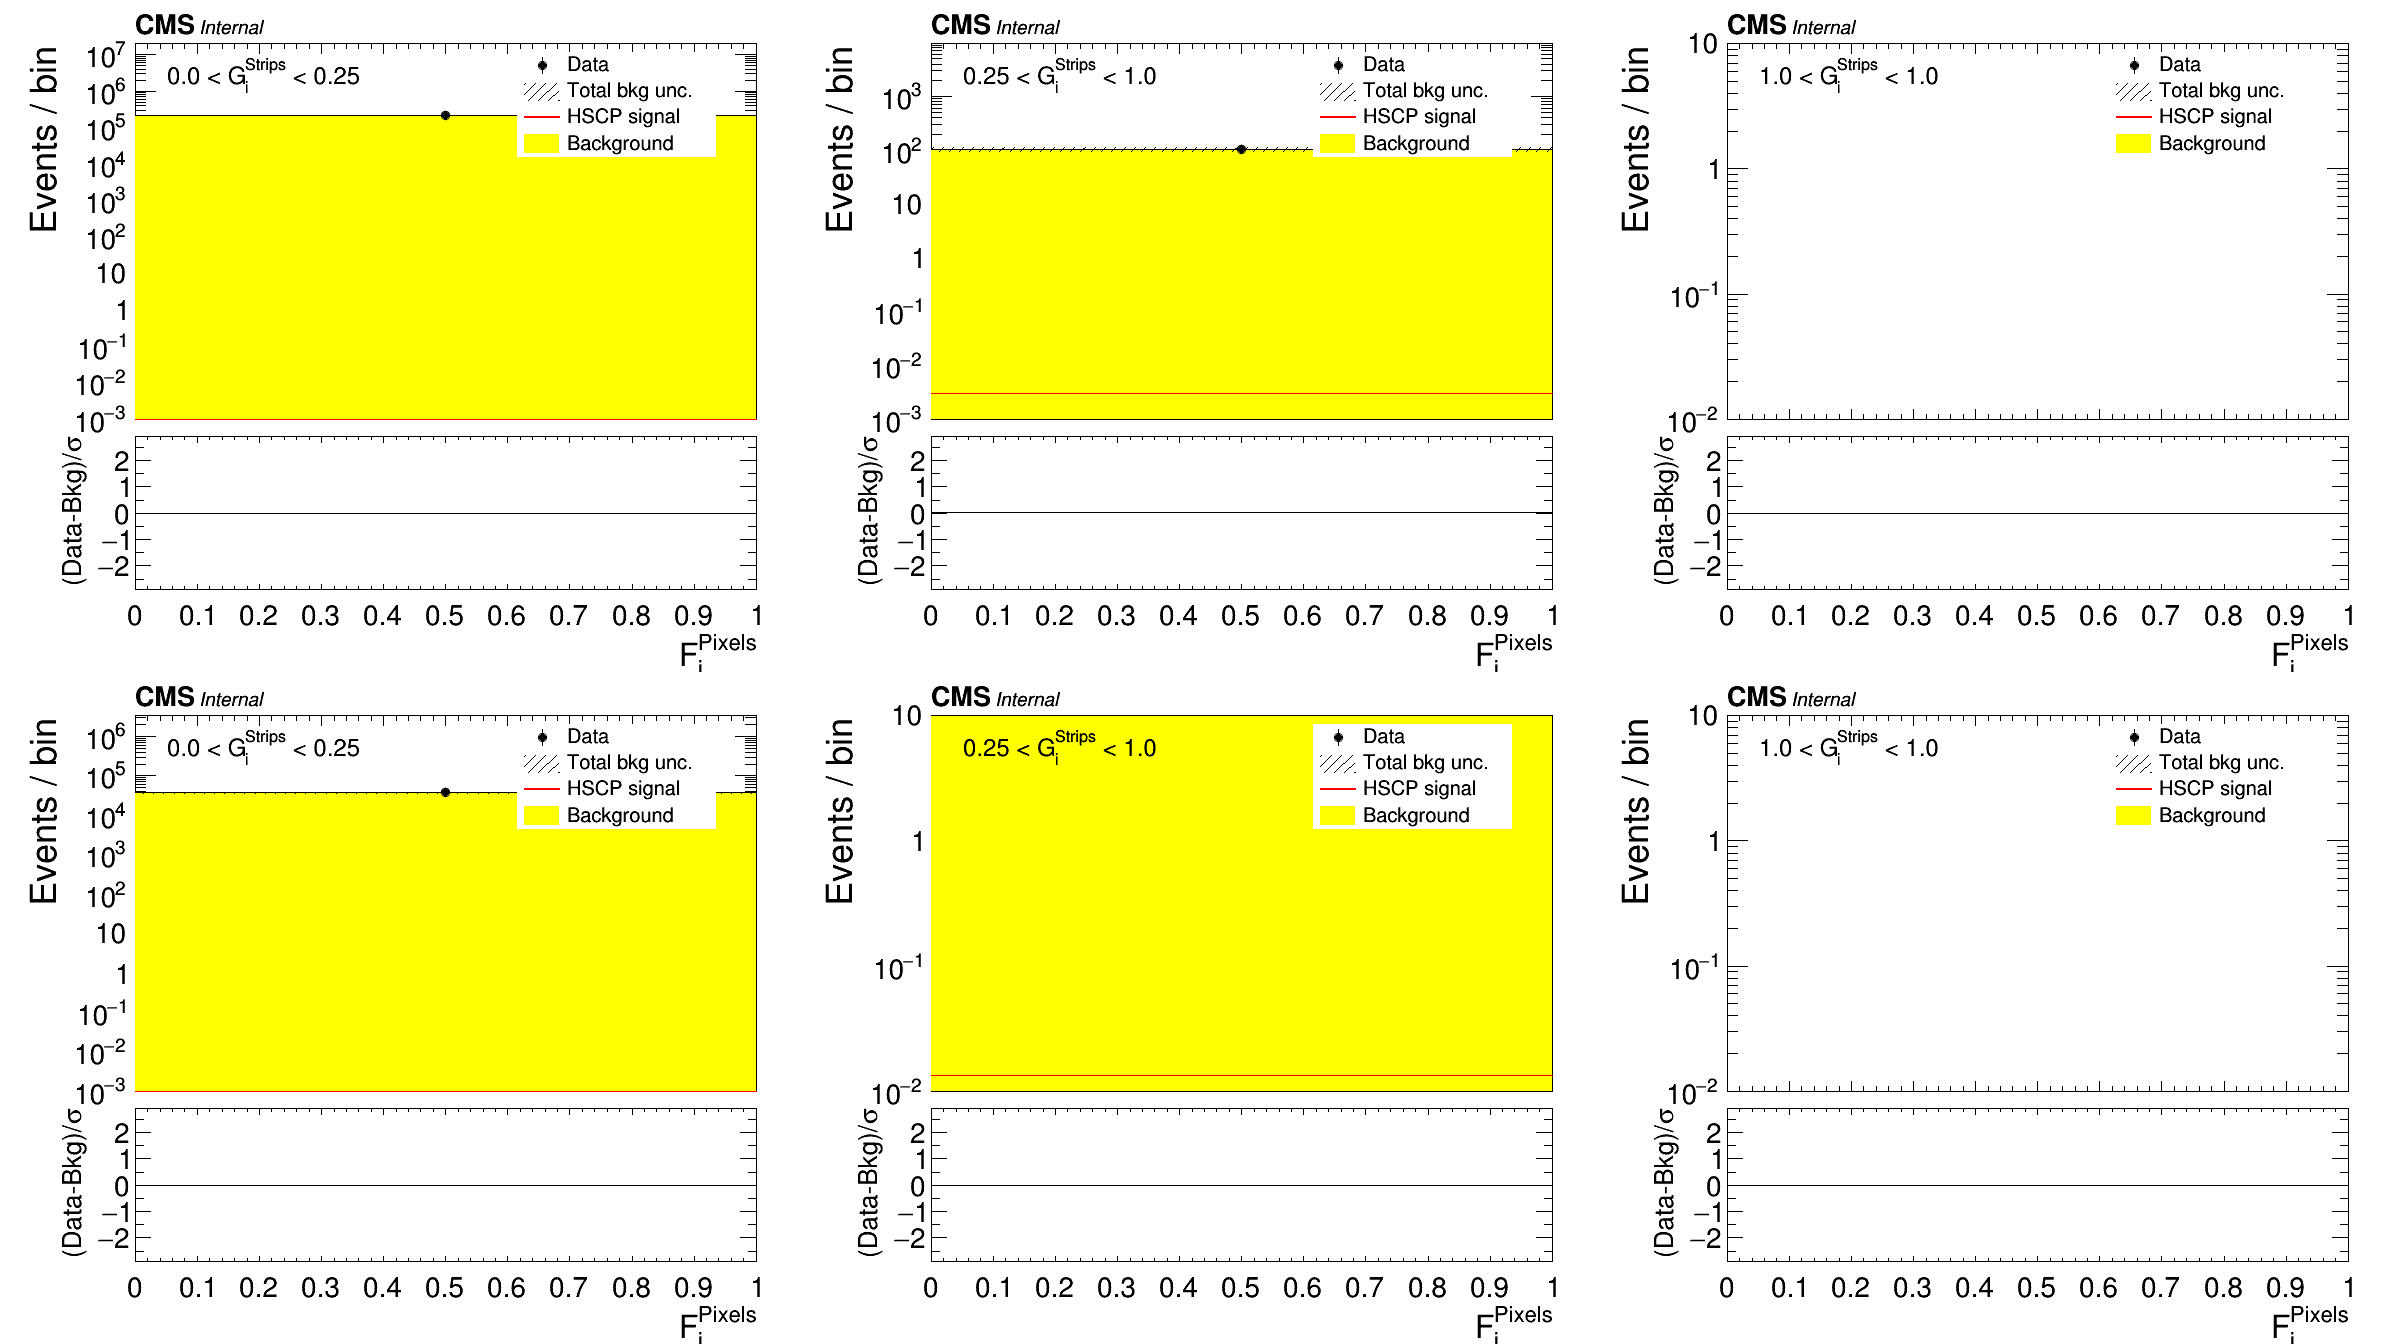 CMS Internal
Events / bin
10^7
10^6
10^5
10^4
10^3
10^2
10
1
10^−1
10^−2
10^−3
0.0 < G_i^Strips < 0.25
Data
Total bkg unc.
HSCP signal
Background
(Data-Bkg)/σ
2
1
0
−1
−2
0 0.1 0.2 0.3 0.4 0.5 0.6 0.7 0.8 0.9 1
F_i^Pixels
CMS Internal
Events / bin
10^3
10^2
10
1
10^−1
10^−2
10^−3
0.25 < G_i^Strips < 1.0
Data
Total bkg unc.
HSCP signal
Background
(Data-Bkg)/σ
2
1
0
−1
−2
0 0.1 0.2 0.3 0.4 0.5 0.6 0.7 0.8 0.9 1
F_i^Pixels
CMS Internal
Events / bin
10
1
10^−1
10^−2
1.0 < G_i^Strips < 1.0
Data
Total bkg unc.
HSCP signal
Background
(Data-Bkg)/σ
2
1
0
−1
−2
0 0.1 0.2 0.3 0.4 0.5 0.6 0.7 0.8 0.9 1
F_i^Pixels
CMS Internal
Events / bin
10^6
10^5
10^4
10^3
10^2
10
1
10^−1
10^−2
10^−3
0.0 < G_i^Strips < 0.25
Data
Total bkg unc.
HSCP signal
Background
(Data-Bkg)/σ
2
1
0
−1
−2
0 0.1 0.2 0.3 0.4 0.5 0.6 0.7 0.8 0.9 1
F_i^Pixels
CMS Internal
Events / bin
10
1
10^−1
10^−2
0.25 < G_i^Strips < 1.0
Data
Total bkg unc.
HSCP signal
Background
(Data-Bkg)/σ
2
1
0
−1
−2
0 0.1 0.2 0.3 0.4 0.5 0.6 0.7 0.8 0.9 1
F_i^Pixels
CMS Internal
Events / bin
10
1
10^−1
10^−2
1.0 < G_i^Strips < 1.0
Data
Total bkg unc.
HSCP signal
Background
(Data-Bkg)/σ
2
1
0
−1
−2
0 0.1 0.2 0.3 0.4 0.5 0.6 0.7 0.8 0.9 1
F_i^Pixels